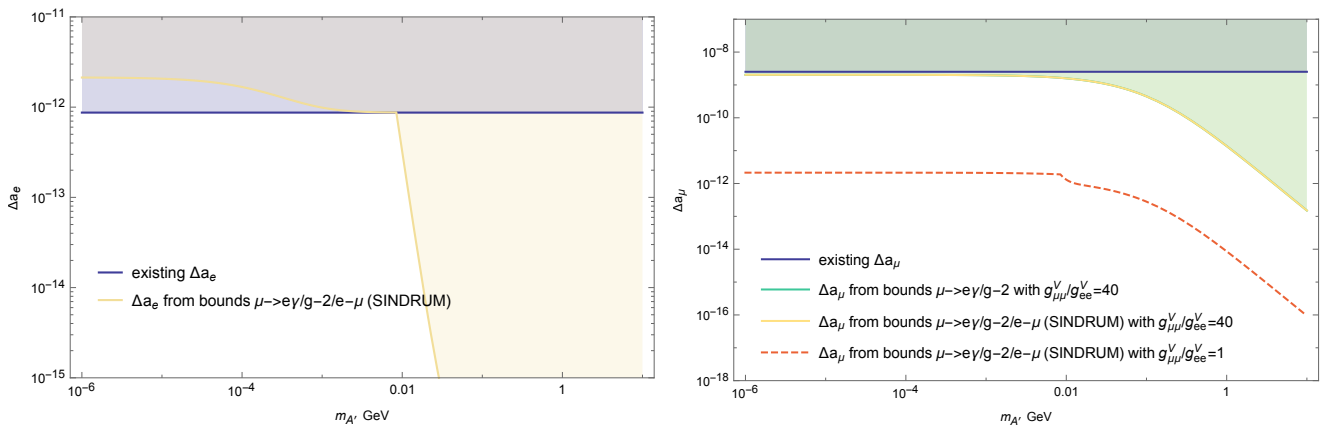 10⁻¹¹
10⁻¹²
10⁻¹³
10⁻¹⁴
10⁻¹⁵
Δaₑ
existing Δaₑ
Δaₑ from bounds μ–>eγ/g–2/e–μ (SINDRUM)
10⁻⁶ 10⁻⁴ 0.01 1
m_A' GeV
10⁻⁸
10⁻¹⁰
10⁻¹²
10⁻¹⁴
10⁻¹⁶
10⁻¹⁸
Δa_μ
existing Δa_μ
Δa_μ from bounds μ–>eγ/g–2 with g^V_μμ/g^V_ee=40
Δa_μ from bounds μ–>eγ/g–2/e–μ (SINDRUM) with g^V_μμ/g^V_ee=40
Δa_μ from bounds μ–>eγ/g–2/e–μ (SINDRUM) with g^V_μμ/g^V_ee=1
10⁻⁶ 10⁻⁴ 0.01 1
m_A' GeV